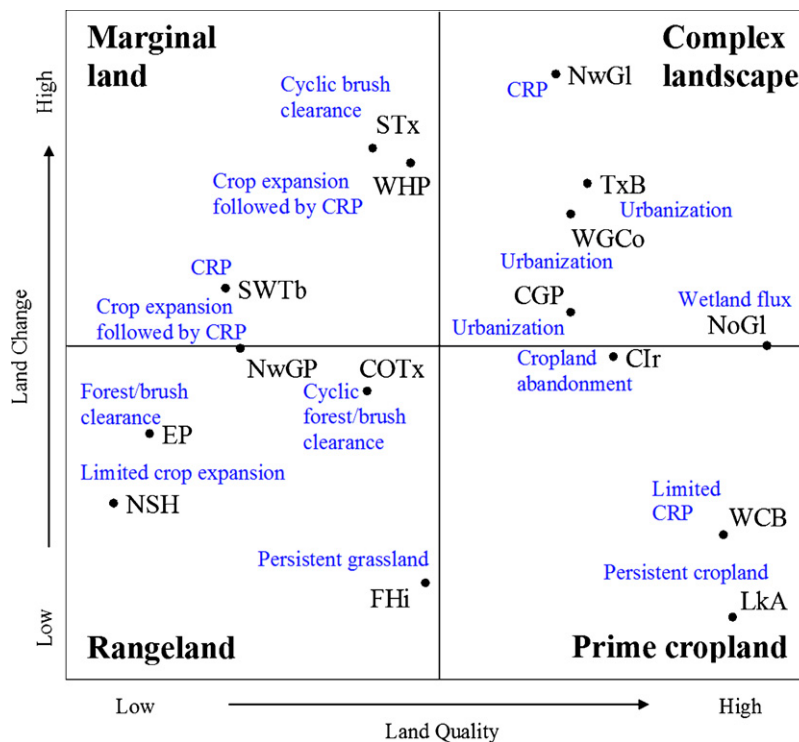 Marginal
land
Complex
landscape
Cyclic brush
clearance
STx
WHP
Crop expansion
followed by CRP
CRP
SWTb
Crop expansion
followed by CRP
NwGl
CRP
TxB
Urbanization
WGCo
Urbanization
CGP
Urbanization
Wetland flux
NoGl
NwGP
COTx
Forest/brush
clearance
EP
Cyclic
forest/brush
clearance
Limited crop expansion
NSH
Persistent grassland
FHi
Rangeland
CIr
Cropland
abandonment
Limited
CRP
WCB
Persistent cropland
LkA
Prime cropland
High
Land Change
Low
Low
High
Land Quality